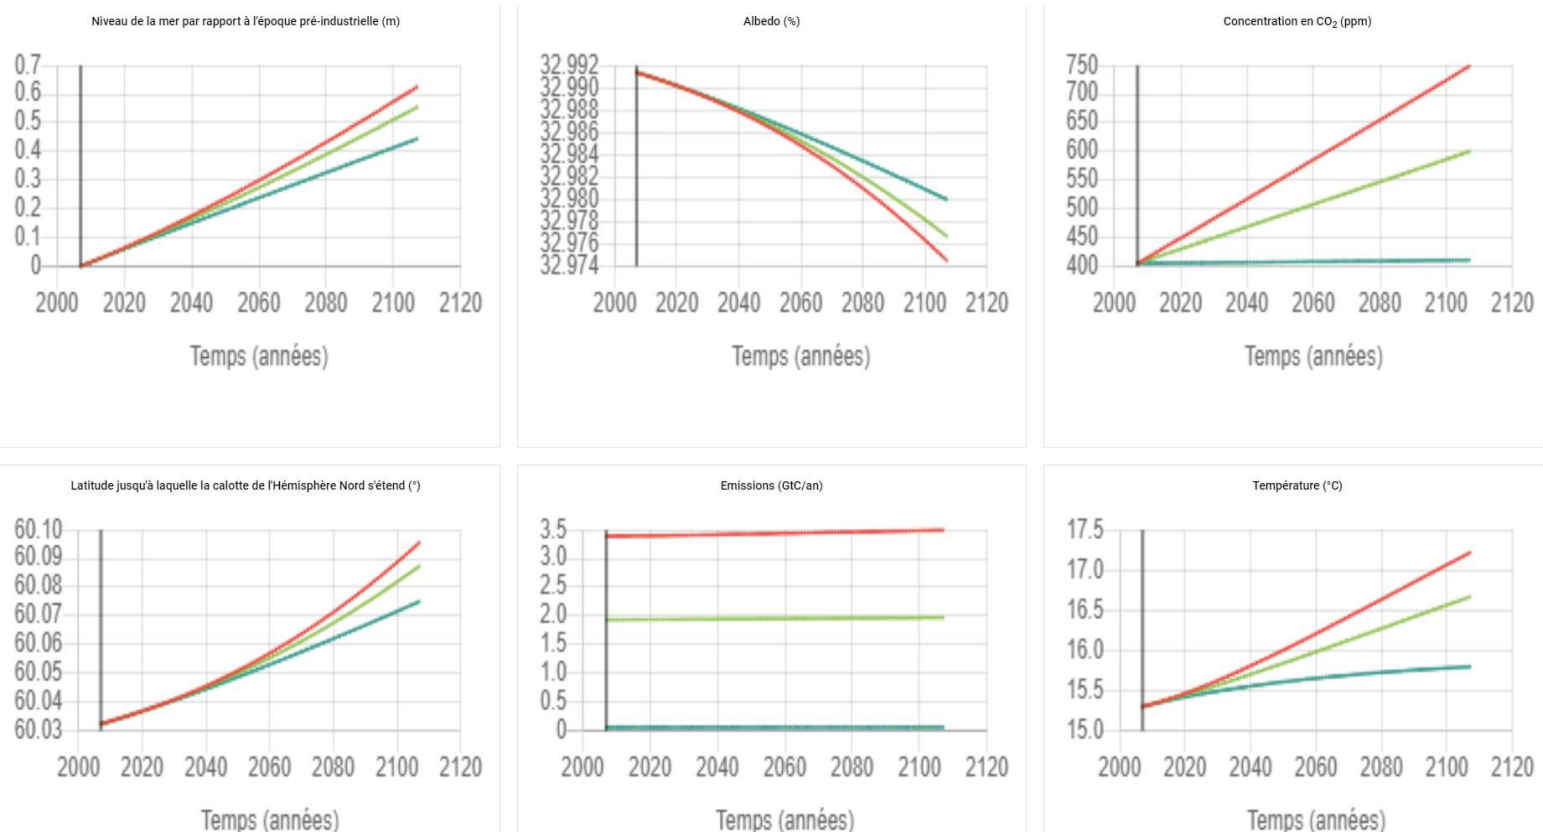 Niveau de la mer par rapport à l'époque pré-industrielle (m)
0.7
0.6
0.5
0.4
0.3
0.2
0.1
0
2000 2020 2040 2060 2080 2100 2120
Temps (années)
Albedo (%)
32.992
32.990
32.988
32.986
32.984
32.982
32.980
32.978
32.976
32.974
2000 2020 2040 2060 2080 2100 2120
Temps (années)
Concentration en CO2 (ppm)
750
700
650
600
550
500
450
400
2000 2020 2040 2060 2080 2100 2120
Temps (années)
Latitude jusqu'à laquelle la calotte de l'Hémisphère Nord s'étend (°)
60.10
60.09
60.08
60.07
60.06
60.05
60.04
60.03
2000 2020 2040 2060 2080 2100 2120
Temps (années)
Emissions (GtC/an)
3.5
3.0
2.5
2.0
1.5
1.0
0.5
0
2000 2020 2040 2060 2080 2100 2120
Temps (années)
Température (°C)
17.5
17.0
16.5
16.0
15.5
15.0
2000 2020 2040 2060 2080 2100 2120
Temps (années)